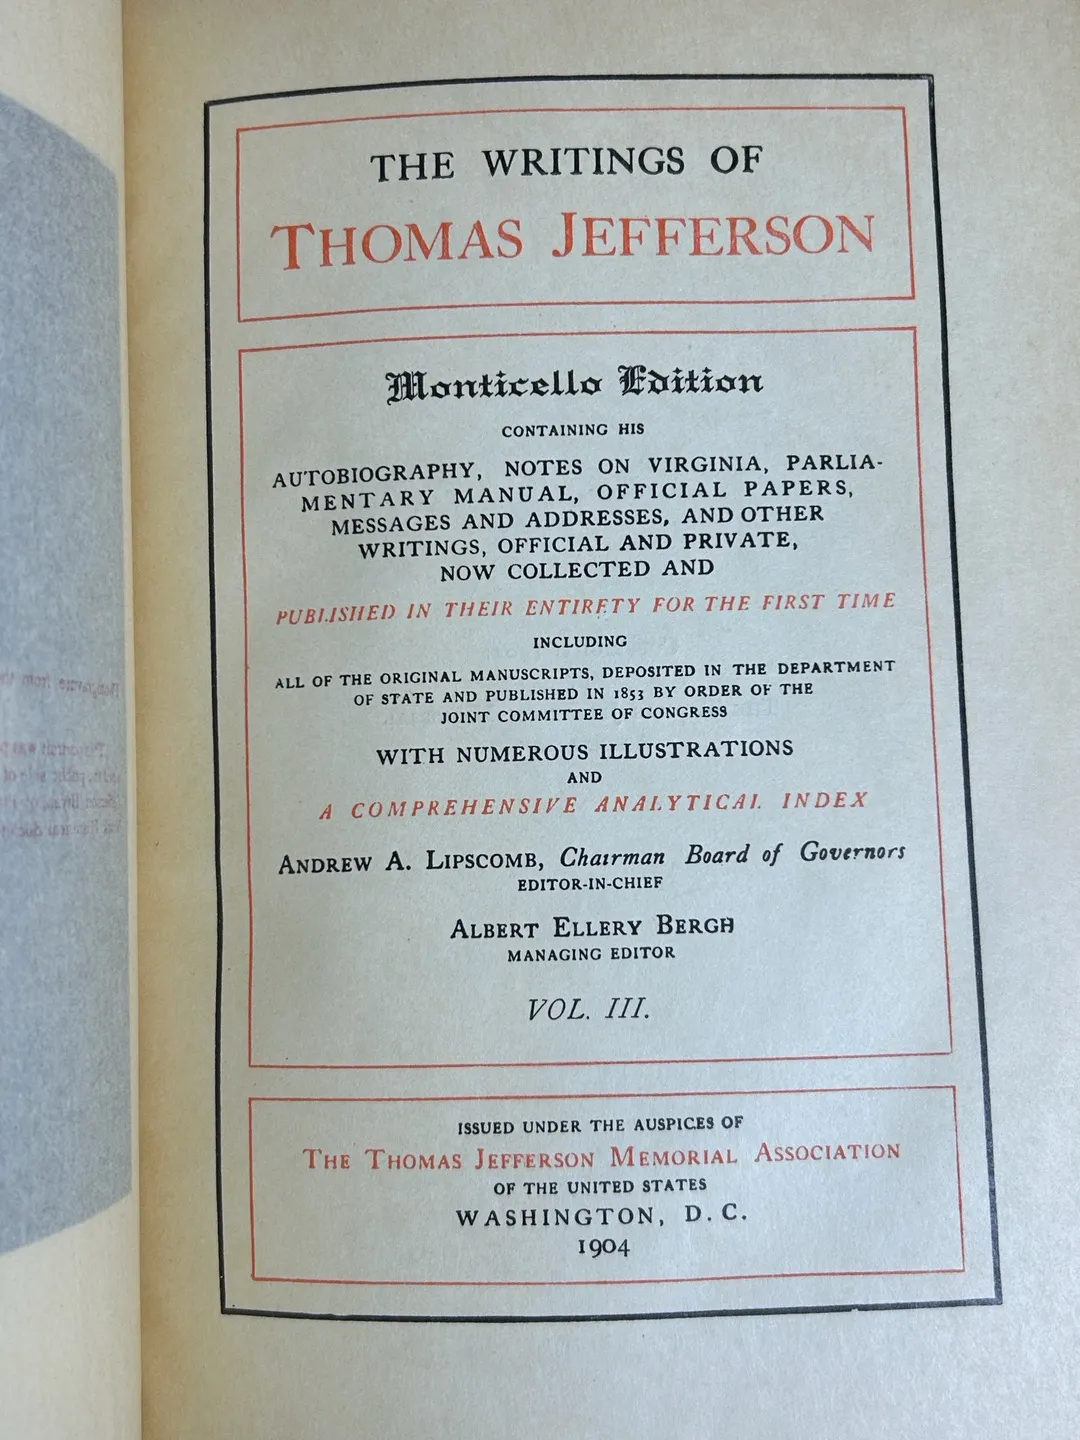 THE WRITINGS OF
THOMAS JEFFERSON
Monticello Edition
CONTAINING HIS
AUTOBIOGRAPHY, NOTES ON VIRGINIA, PARLIA-
MENTARY MANUAL, OFFICIAL PAPERS,
MESSAGES AND ADDRESSES, AND OTHER
WRITINGS, OFFICIAL AND PRIVATE,
NOW COLLECTED AND
PUBLISHED IN THEIR ENTIRETY FOR THE FIRST TIME
INCLUDING
ALL OF THE ORIGINAL MANUSCRIPTS, DEPOSITED IN THE DEPARTMENT
OF STATE AND PUBLISHED IN 1853 BY ORDER OF THE
JOINT COMMITTEE OF CONGRESS
WITH NUMEROUS ILLUSTRATIONS
AND
A COMPREHENSIVE ANALYTICAL INDEX
ANDREW A. LIPSCOMB, Chairman Board of Governors
EDITOR-IN-CHIEF
ALBERT ELLERY BERGH
MANAGING EDITOR
VOL. III.
ISSUED UNDER THE AUSPICES OF
THE THOMAS JEFFERSON MEMORIAL ASSOCIATION
OF THE UNITED STATES
WASHINGTON, D. C.
1904